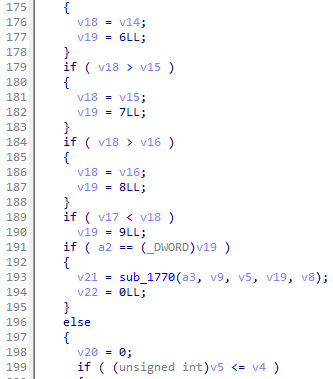 175 {
176 v18 = v14;
177 v19 = 6LL;
178 }
179 if ( v18 > v15 )
180 {
181 v18 = v15;
182 v19 = 7LL;
183 }
184 if ( v18 > v16 )
185 {
186 v18 = v16;
187 v19 = 8LL;
188 }
189 if ( v17 < v18 )
190 v19 = 9LL;
191 if ( a2 == (_DWORD)v19 )
192 {
193 v21 = sub_1770(a3, v9, v5, v19, v8);
194 v22 = 0LL;
195 }
196 else
197 {
198 v20 = 0;
199 if ( (unsigned int)v5 <= v4 )